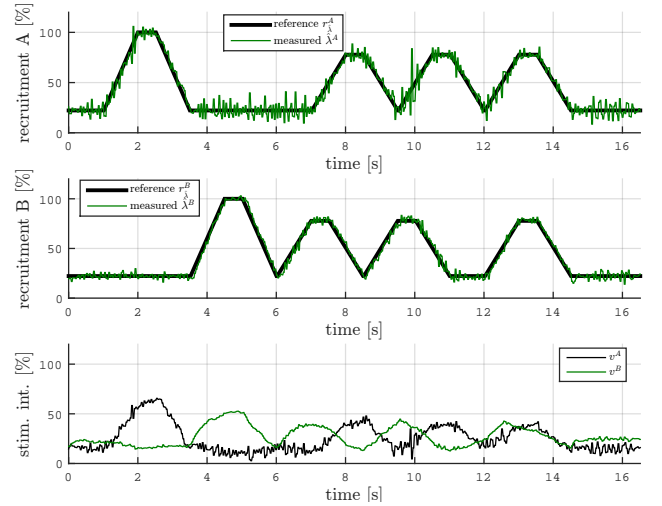 recruitment A [%]
100
50
0
reference r^A_λ̂
measured λ̂^A
0 2 4 6 8 10 12 14 16
time [s]
recruitment B [%]
100
50
0
reference r^B_λ̂
measured λ̂^B
0 2 4 6 8 10 12 14 16
time [s]
stim. int. [%]
100
50
0
v^A
v^B
0 2 4 6 8 10 12 14 16
time [s]